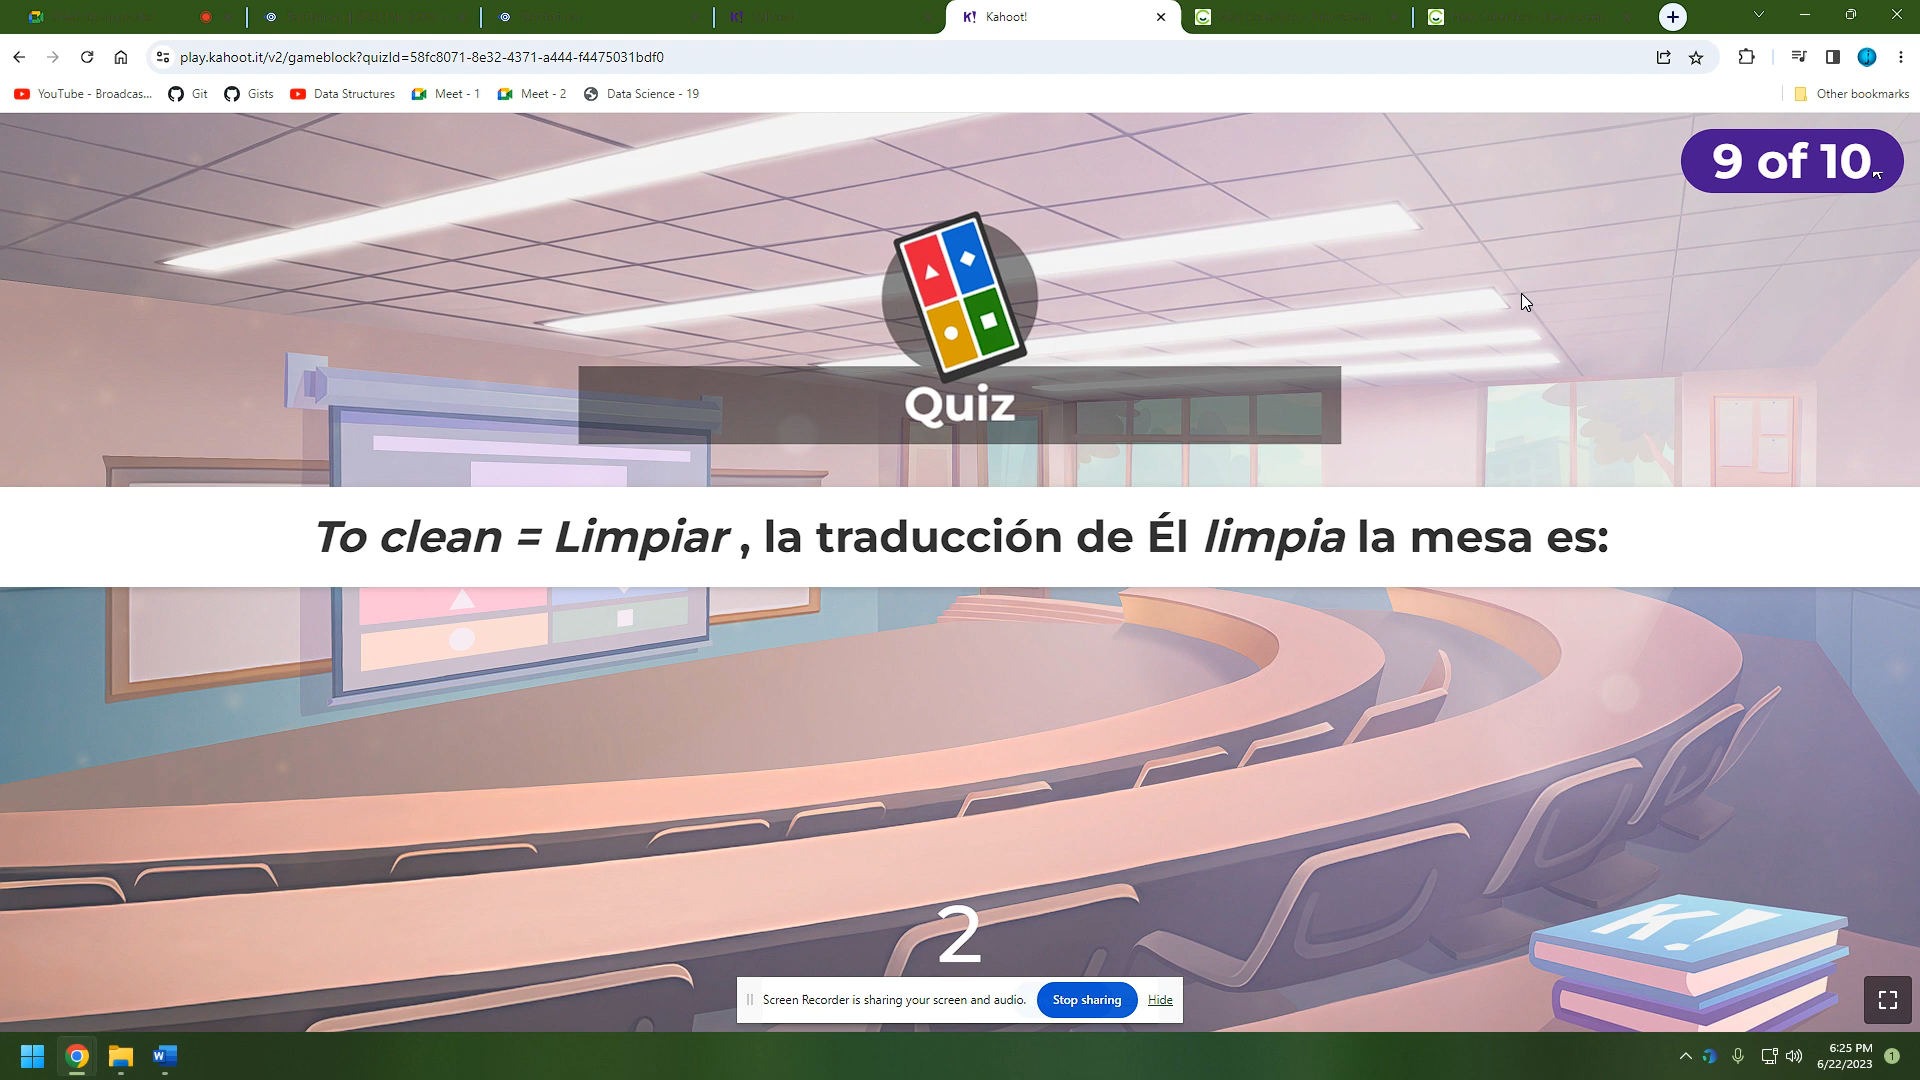 Kahoot!
play.kahoot.it/v2/gameblock?quizId=58fc8071-8e32-4371-a444-f4475031bdf0
YouTube - Broadcas...
Git
Gists
Data Structures
Meet - 1
Meet - 2
Data Science - 19
Other bookmarks
9 of 10
Quiz
To clean = Limpiar , la traducción de Él limpia la mesa es:
K!
2
Screen Recorder is sharing your screen and audio.
Stop sharing
Hide
6:25 PM
6/22/2023
1